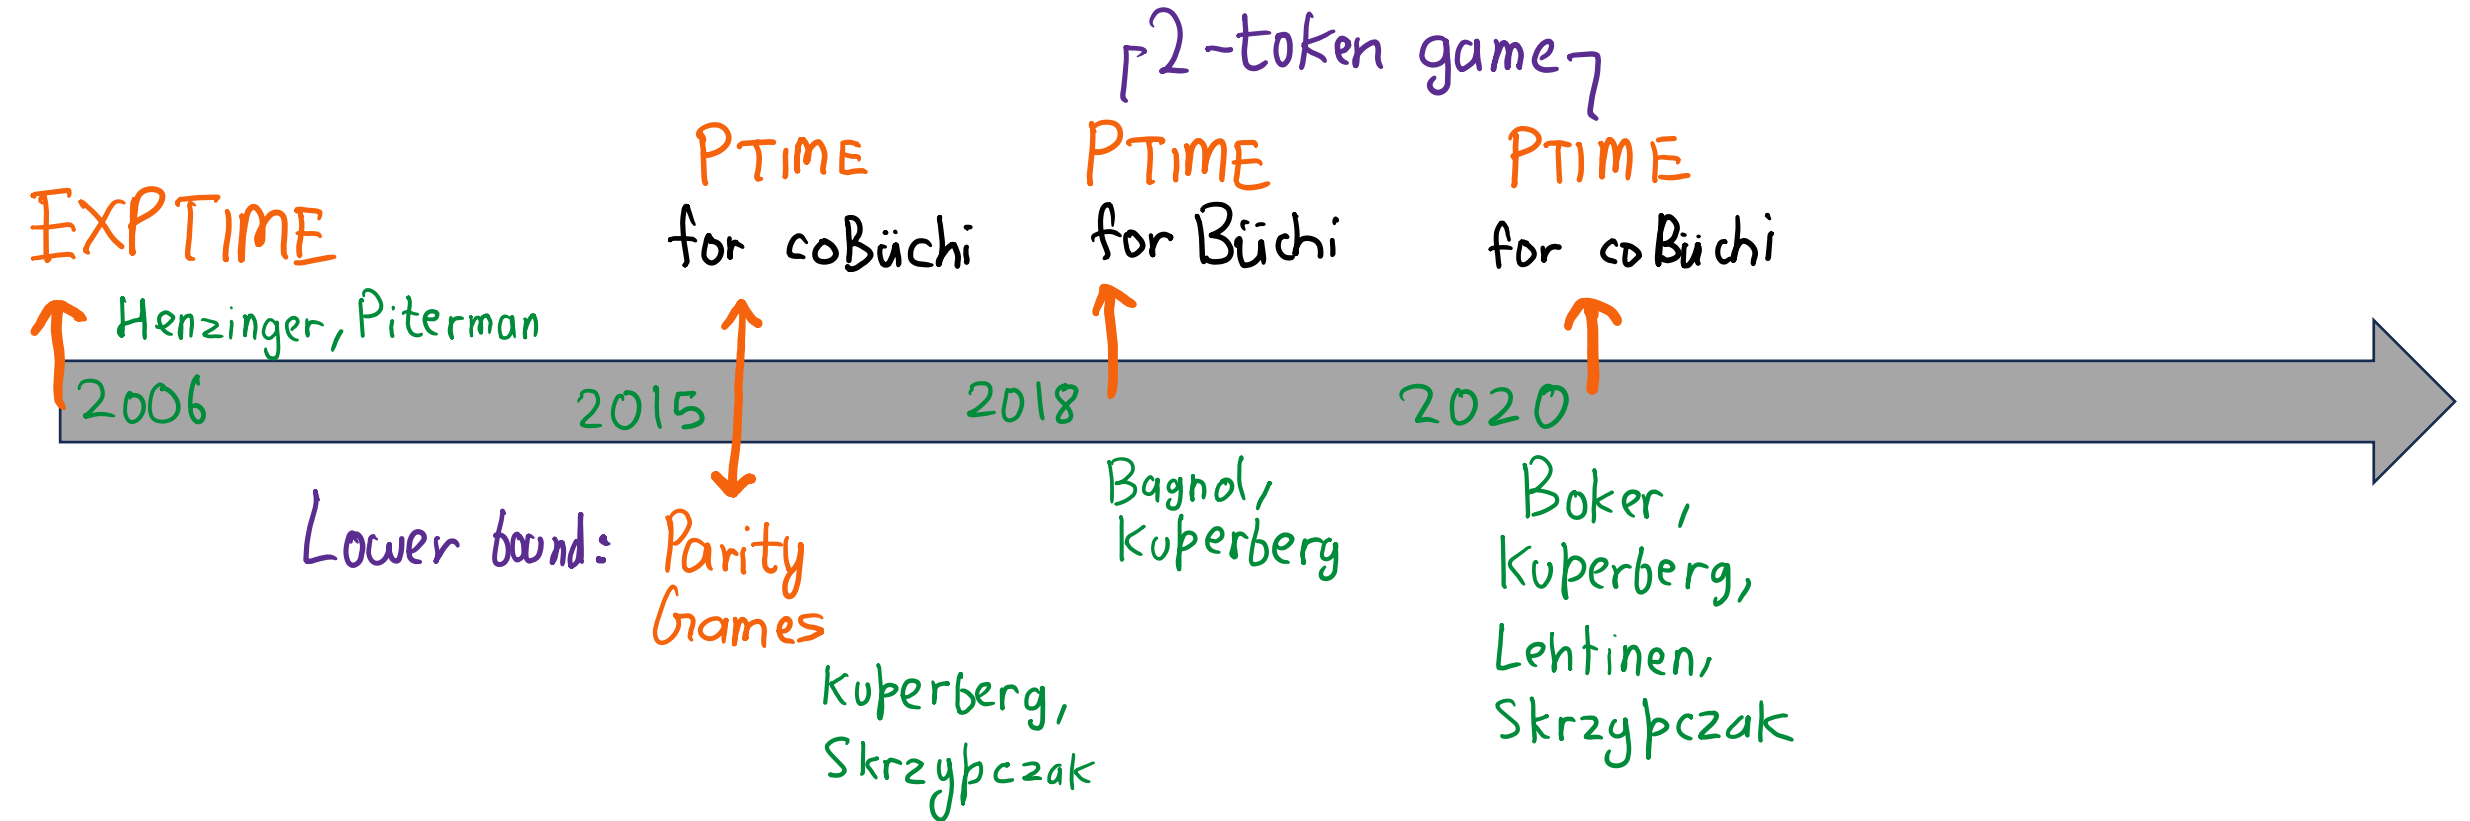 2-token game
EXPTIME
PTIME
for coBüchi
PTIME
for Büchi
PTIME
for coBüchi
Henzinger, Piterman
2006
2015
2018
2020
Lower bound:
Parity
Games
Kuperberg,
Skrzypczak
Bagnol,
Kuperberg
Boker,
Kuperberg,
Lehtinen,
Skrzypczak